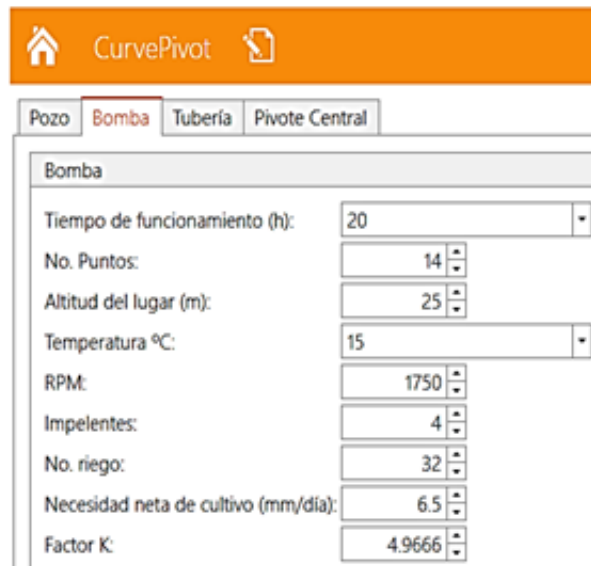 CurvePivot
Pozo Bomba Tubería Pivote Central
Bomba
Tiempo de funcionamiento (h): 20
No. Puntos: 14
Altitud del lugar (m): 25
Temperatura ºC: 15
RPM: 1750
Impelentes: 4
No. riego: 32
Necesidad neta de cultivo (mm/día): 6.5
Factor K: 4.9666